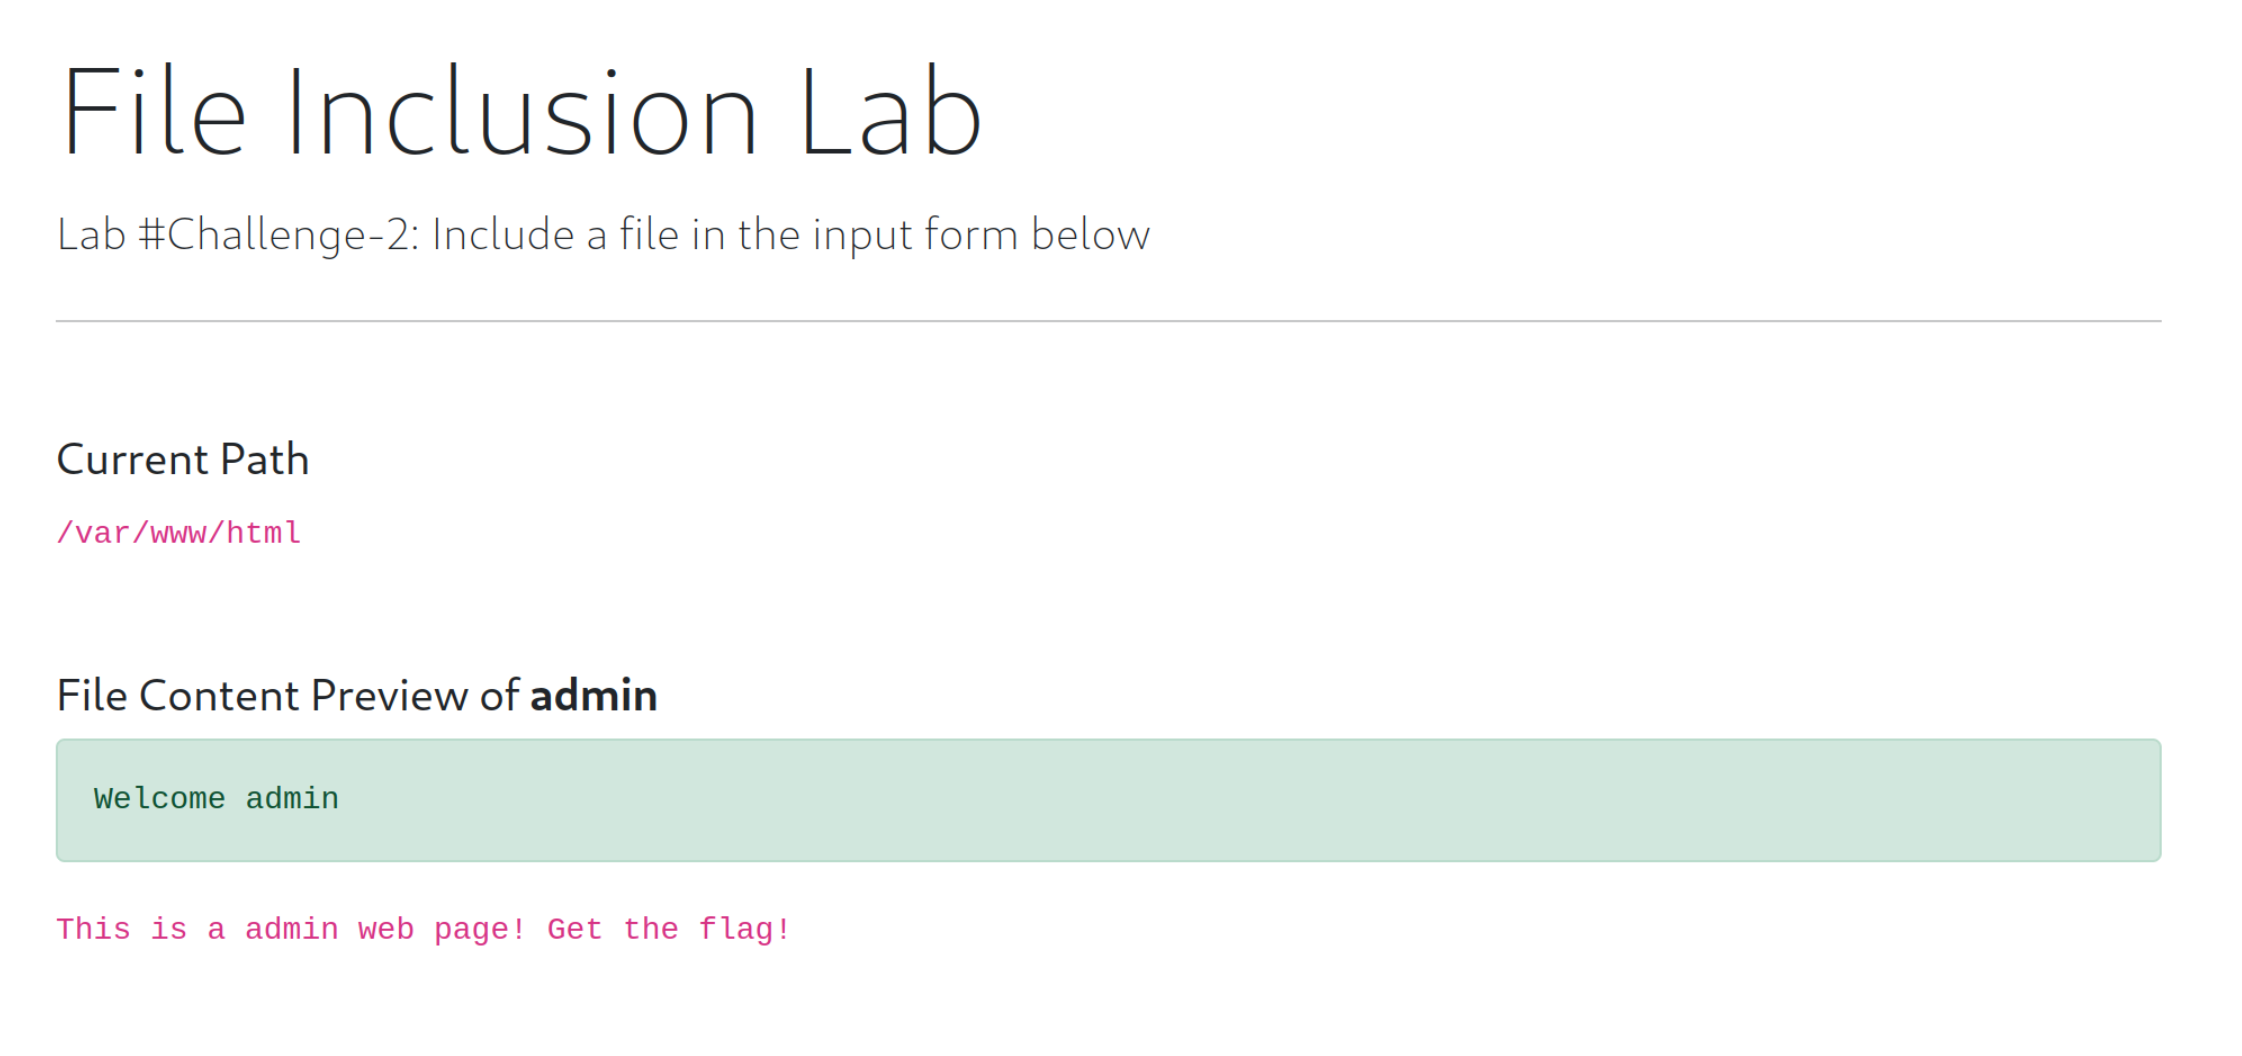 File Inclusion Lab
Lab #Challenge-2: Include a file in the input form below
Current Path
/var/www/html
File Content Preview of admin
Welcome admin
This is a admin web page! Get the flag!